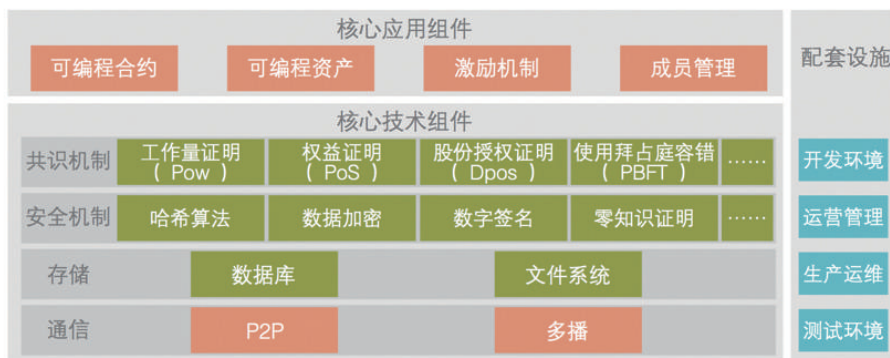 核心应用组件
可编程合约 可编程资产 激励机制 成员管理
配套设施
核心技术组件
共识机制
工作量证明
( Pow )
权益证明
( PoS )
股份授权证明
( Dpos )
使用拜占庭容错
( PBFT )
……
开发环境
安全机制 哈希算法 数据加密 数字签名 零知识证明 ……
运营管理
存储 数据库 文件系统
生产运维
通信 P2P 多播
测试环境